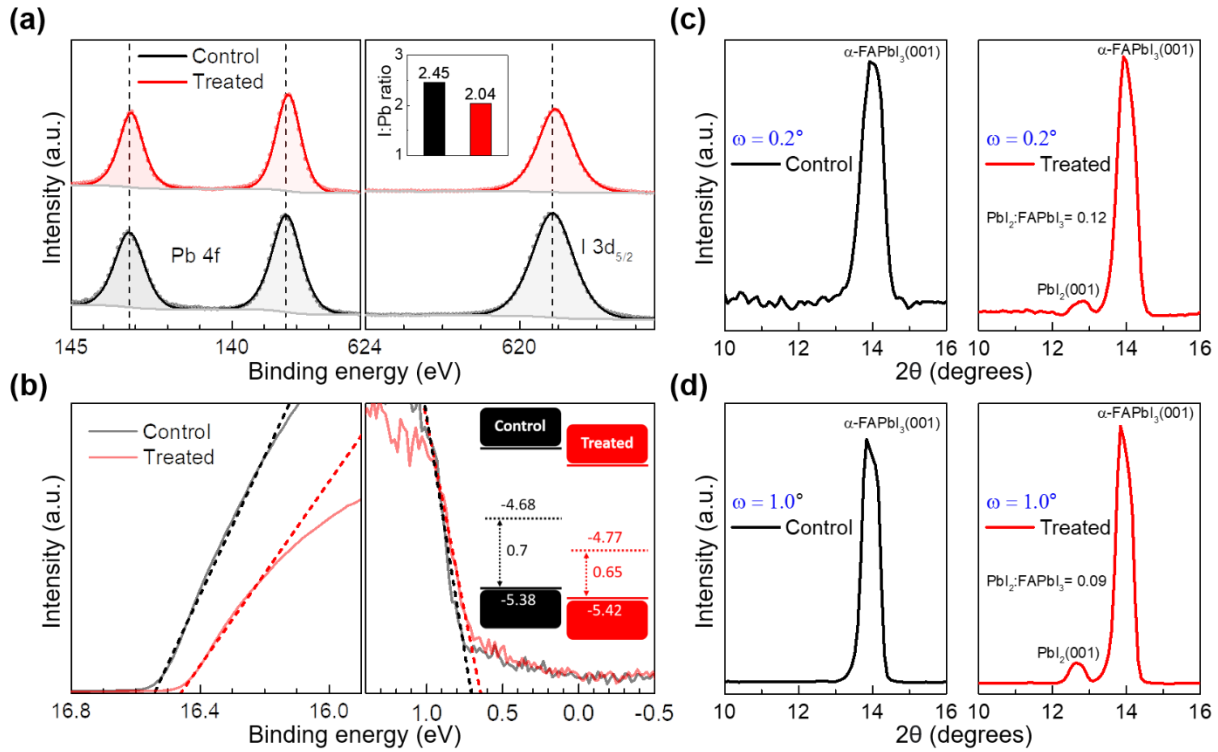 (a)
Control
Treated
Intensity (a.u.)
I:Pb ratio
3
2
1
2.45
2.04
Pb 4f
I 3d5/2
145
140
624
620
Binding energy (eV)
(b)
Control
Treated
Intensity (a.u.)
16.8
16.4
16.0
1.0
0.5
0.0
-0.5
Binding energy (eV)
Control
Treated
-4.68
0.7
-5.38
-4.77
0.65
-5.42
(c)
Intensity (a.u.)
α-FAPbI3(001)
ω = 0.2°
Control
10 12 14 16
α-FAPbI3(001)
ω = 0.2°
Treated
PbI2:FAPbI3= 0.12
PbI2(001)
10 12 14 16
2θ (degrees)
2θ (degrees)
(d)
Intensity (a.u.)
α-FAPbI3(001)
ω = 1.0°
Control
10 12 14 16
α-FAPbI3(001)
ω = 1.0°
Treated
PbI2:FAPbI3= 0.09
PbI2(001)
10 12 14 16
2θ (degrees)
2θ (degrees)